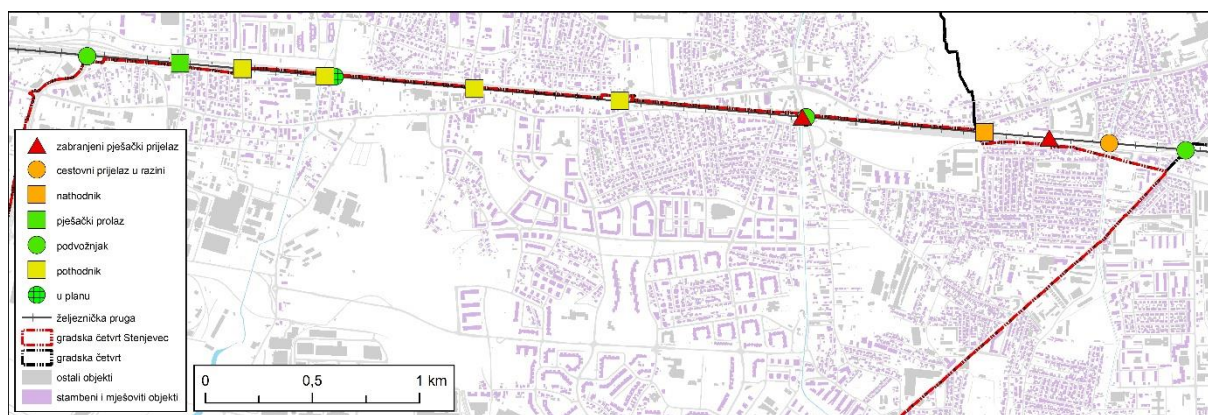 zabranjeni pješački prijelaz
cestovni prijelaz u razini
nathodnik
pješački prolaz
podvožnjak
pothodnik
u planu
željeznička pruga
gradska četvrt Stenjevec
gradska četvrt
ostali objekti
stambeni i mješoviti objekti
0 0,5 1 km